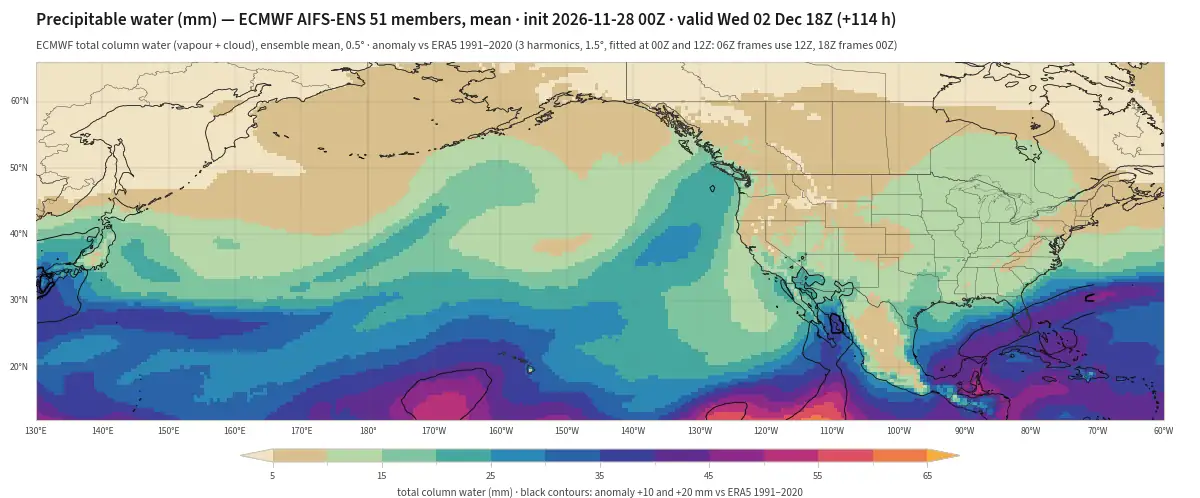 Precipitable water (mm) — ECMWF AIFS-ENS 51 members, mean · init 2026-11-28 00Z · valid Wed 02 Dec 18Z (+114 h)
ECMWF total column water (vapour + cloud), ensemble mean, 0.5° · anomaly vs ERA5 1991–2020 (3 harmonics, 1.5°, fitted at 00Z and 12Z: 06Z frames use 12Z, 18Z frames 00Z)
60°N
50°N
40°N
30°N
20°N
130°E 140°E 150°E 160°E 170°E 180° 170°W 160°W 150°W 140°W 130°W 120°W 110°W 100°W 90°W 80°W 70°W 60°W
5 15 25 35 45 55 65
total column water (mm) · black contours: anomaly +10 and +20 mm vs ERA5 1991–2020